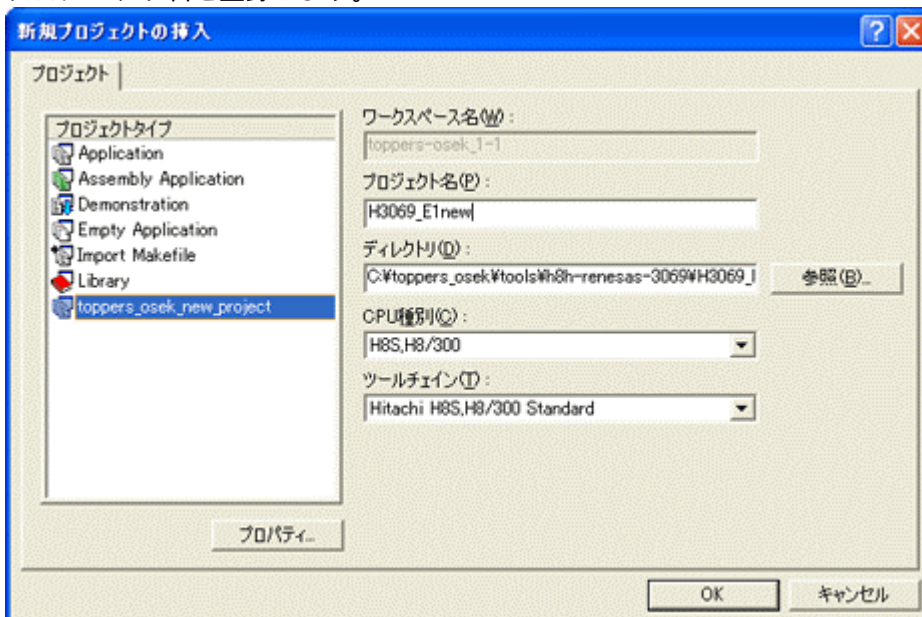 新規プロジェクトの挿入
プロジェクト
プロジェクトタイプ
Application
Assembly Application
Demonstration
Empty Application
Import Makefile
Library
toppers_osek_new_project
プロパティ...
ワークスペース名(W):
toppers-osek_1-1
プロジェクト名(P):
H3069_E1new
ディレクトリ(D):
C:¥toppers_osek¥tools¥h8h-renesas-3069¥H3069_
参照(B)...
CPU種別(C):
H8S,H8/300
ツールチェイン(T):
Hitachi H8S,H8/300 Standard
OK
キャンセル